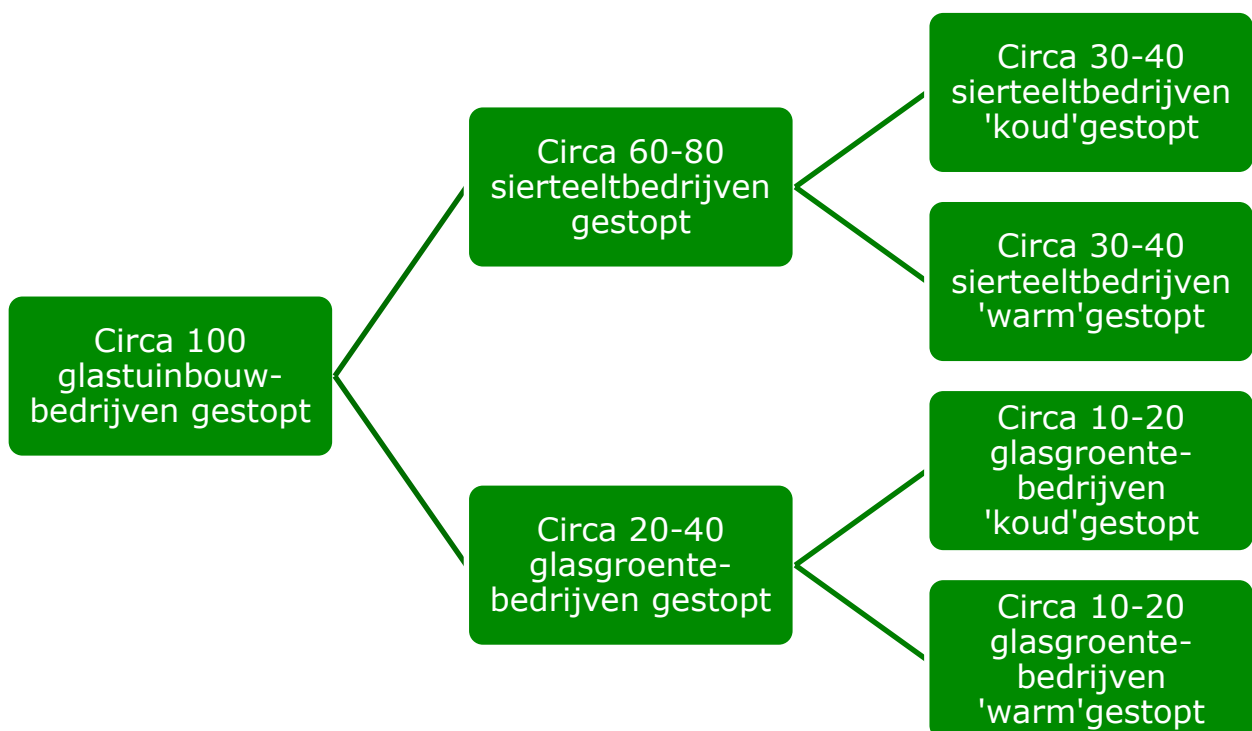 Circa 100
glastuinbouw-
bedrijven gestopt
Circa 60-80
sierteeltbedrijven
gestopt
Circa 30-40
sierteeltbedrijven
'koud'gestopt
Circa 30-40
sierteeltbedrijven
'warm'gestopt
Circa 20-40
glasgroente-
bedrijven gestopt
Circa 10-20
glasgroente-
bedrijven
'koud'gestopt
Circa 10-20
glasgroente-
bedrijven
'warm'gestopt